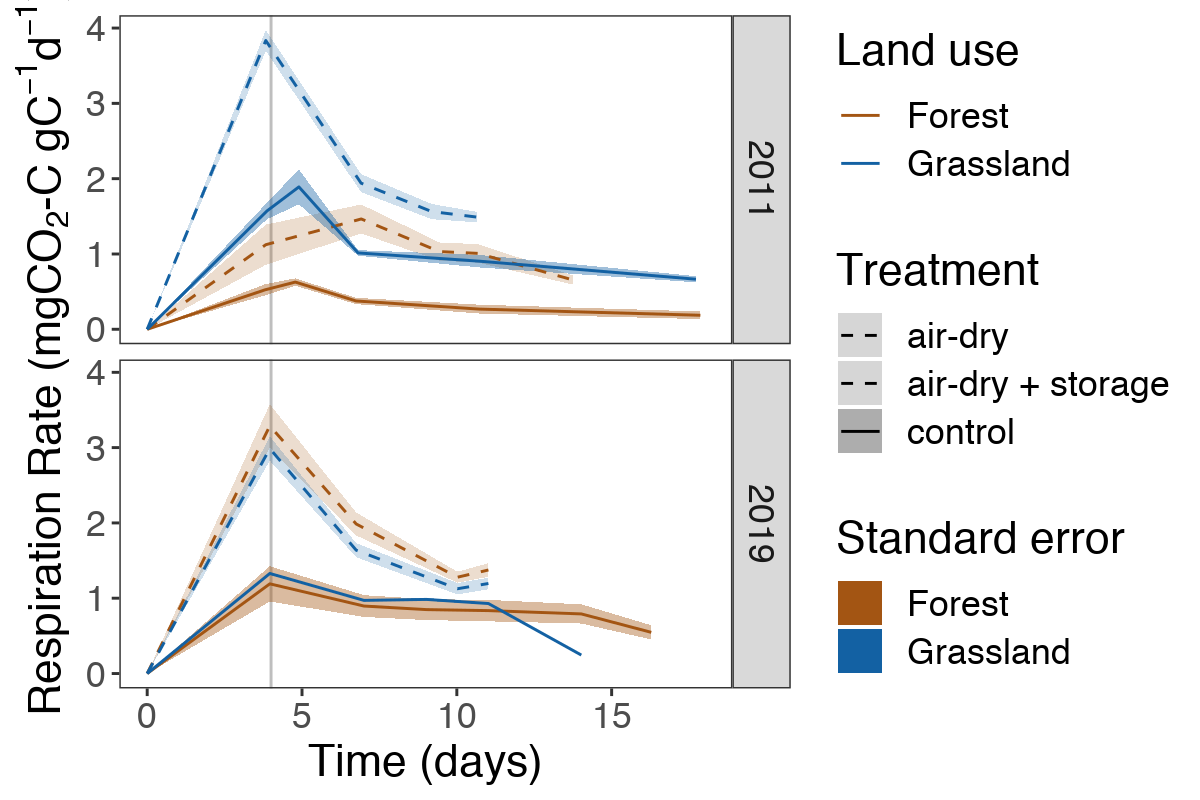 Respiration Rate (mgCO₂-C gC⁻¹d⁻¹
4
3
2
1
0
2011
4
3
2
1
0
2019
0 5 10 15
Time (days)
Land use
Forest
Grassland
Treatment
air-dry
air-dry + storage
control
Standard error
Forest
Grassland